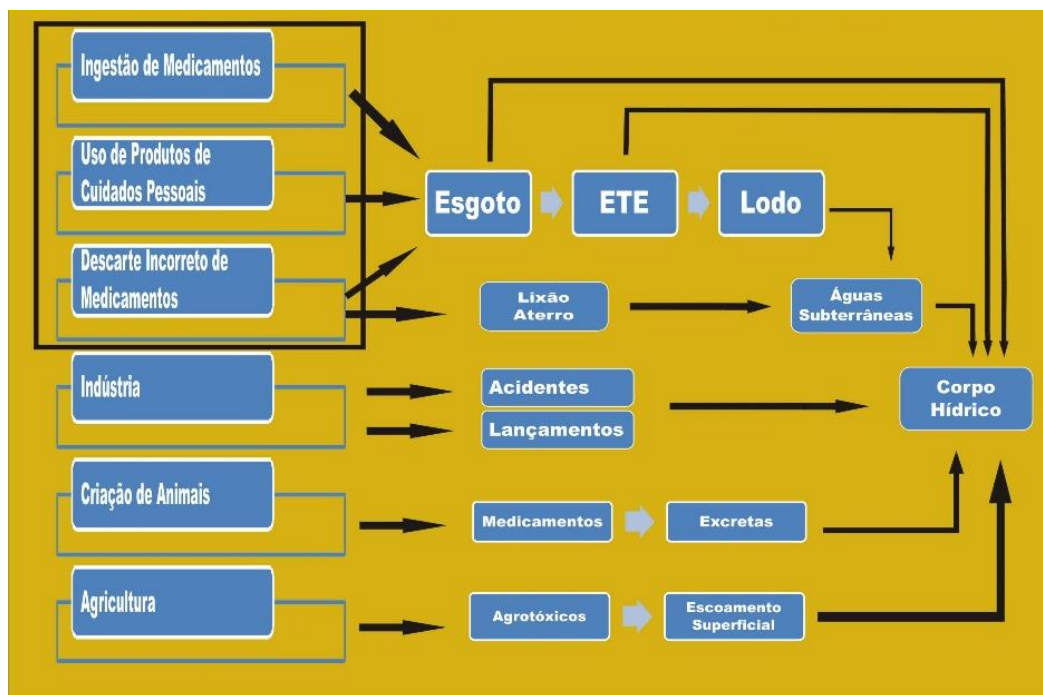 Ingestão de Medicamentos
Uso de Produtos de
Cuidados Pessoais
Descarte Incorreto de
Medicamentos
Esgoto
ETE
Lodo
Lixão
Aterro
Águas
Subterrâneas
Indústria
Acidentes
Lançamentos
Corpo
Hídrico
Criação de Animais
Medicamentos
Excretas
Agricultura
Agrotóxicos
Escoamento
Superficial